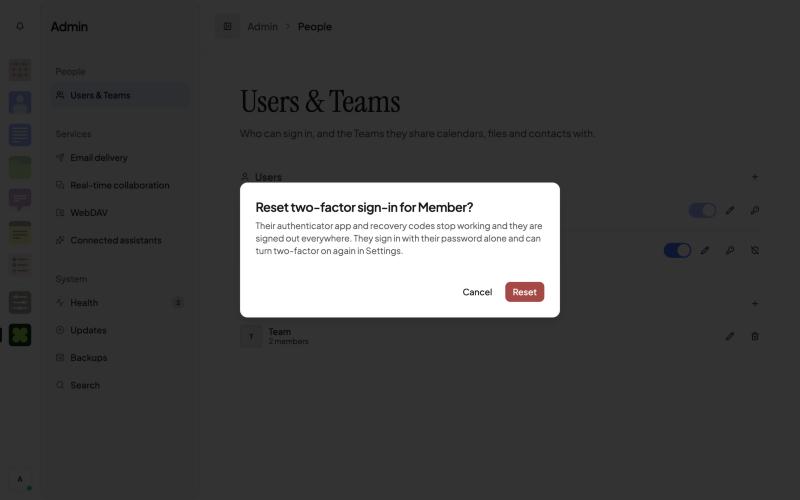 Admin
Admin > People
People
Users & Teams
Services
Email delivery
Real-time collaboration
WebDAV
Connected assistants
System
Health
Updates
Backups
Search
A
Users & Teams
Who can sign in, and the Teams they share calendars, files and contacts with.
Users
Reset two-factor sign-in for Member?
Their authenticator app and recovery codes stop working and they are
signed out everywhere. They sign in with their password alone and can
turn two-factor on again in Settings.
Cancel
Reset
T
Team
2 members